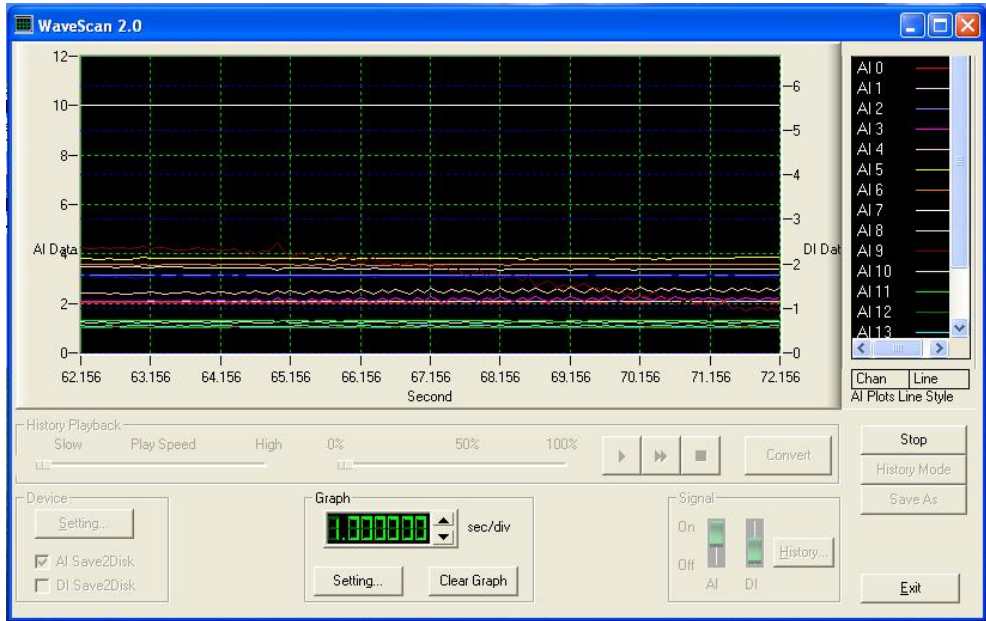 WaveScan 2.0
12
10
8
6
4
2
0
AI Data
6
5
4
3
2
1
0
DI Dat
62.156 63.156 64.156 65.156 66.156 67.156 68.156 69.156 70.156 71.156 72.156
Second
AI 0
AI 1
AI 2
AI 3
AI 4
AI 5
AI 6
AI 7
AI 8
AI 9
AI 10
AI 11
AI 12
AI 13
Chan Line
AI Plots Line Style
History Playback
Slow Play Speed High 0% 50% 100%
Convert
Stop
History Mode
Save As
Exit
Device
Setting...
AI Save2Disk
DI Save2Disk
Graph
1.000000 sec/div
Setting... Clear Graph
Signal
On
Off
AI DI
History...